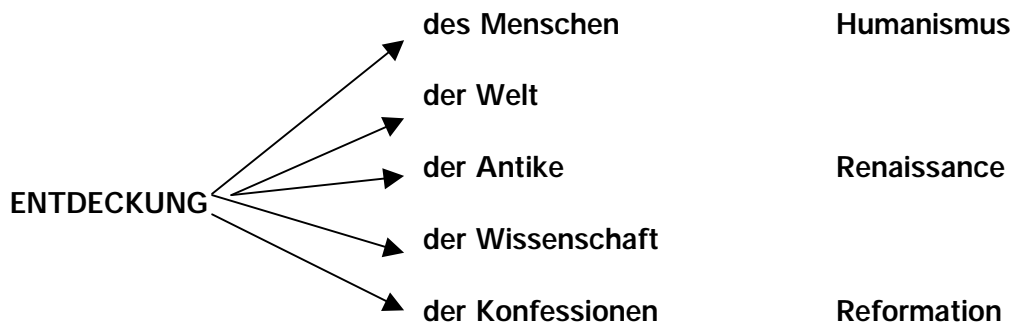 des Menschen Humanismus
der Welt
der Antike Renaissance
ENTDECKUNG
der Wissenschaft
der Konfessionen Reformation